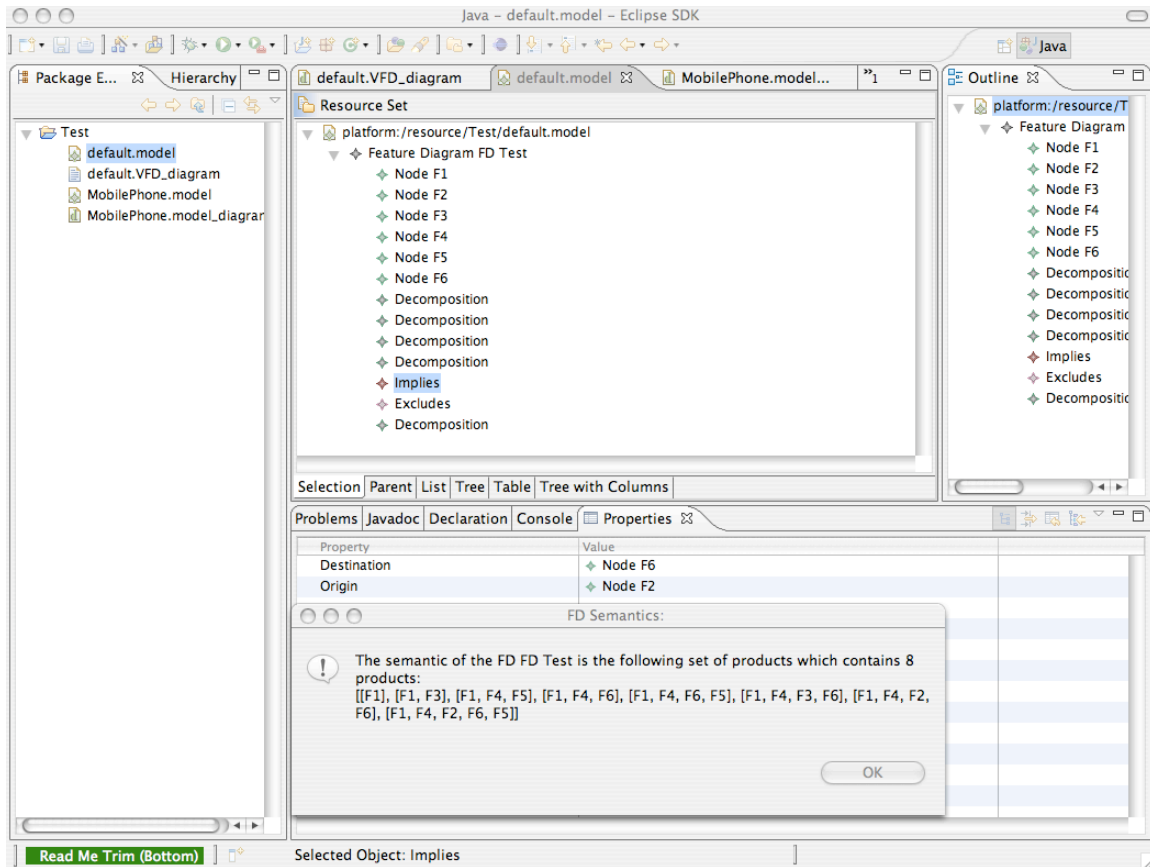 Java – default.model – Eclipse SDK
Java
Package E... Hierarchy
default.VFD_diagram default.model MobilePhone.model... »1
Outline
Resource Set
Test
default.model
default.VFD_diagram
MobilePhone.model
MobilePhone.model_diagrar
platform:/resource/Test/default.model
Feature Diagram FD Test
Node F1
Node F2
Node F3
Node F4
Node F5
Node F6
Decomposition
Decomposition
Decomposition
Decomposition
Implies
Excludes
Decomposition
platform:/resource/T
Feature Diagram
Node F1
Node F2
Node F3
Node F4
Node F5
Node F6
Decompositic
Decompositic
Decompositic
Decompositic
Implies
Excludes
Decompositic
Selection Parent List Tree Table Tree with Columns
Problems Javadoc Declaration Console Properties
Property Value
Destination Node F6
Origin Node F2
FD Semantics:
The semantic of the FD FD Test is the following set of products which contains 8
products:
[[F1], [F1, F3], [F1, F4, F5], [F1, F4, F6], [F1, F4, F6, F5], [F1, F4, F3, F6], [F1, F4, F2,
F6], [F1, F4, F2, F6, F5]]
OK
Read Me Trim (Bottom)
Selected Object: Implies